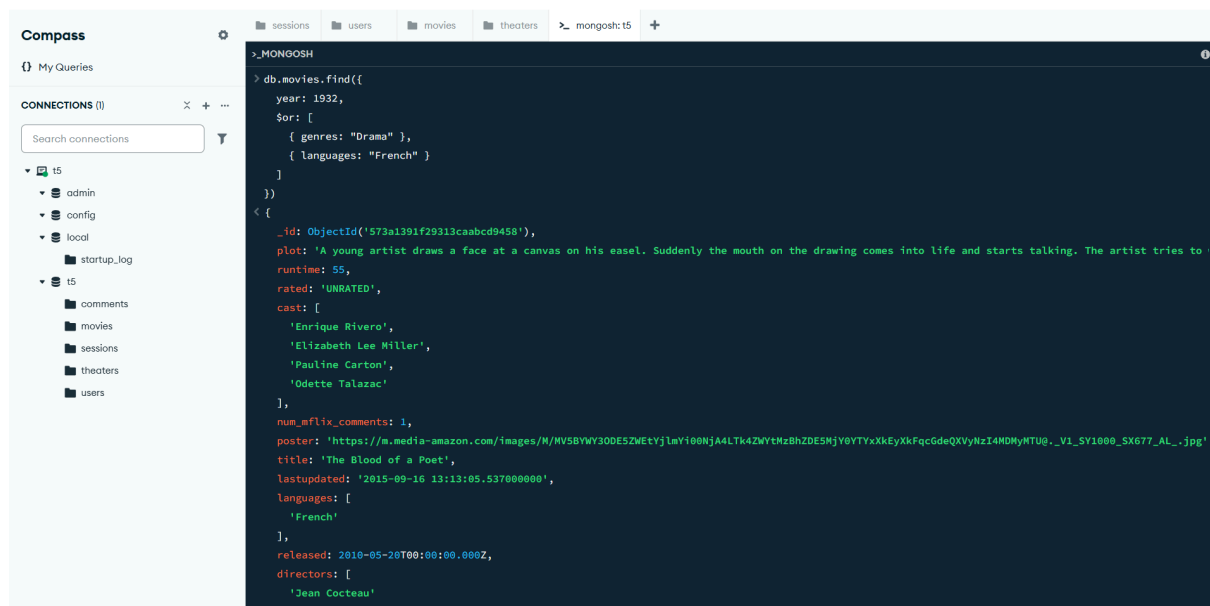 Compass
My Queries
CONNECTIONS (1)
Search connections
t5
admin
config
local
startup_log
t5
comments
movies
sessions
theaters
users
sessions
users
movies
theaters
>_ mongosh: t5
>_MONGOSH
> db.movies.find({
year: 1932,
$or: [
{ genres: "Drama" },
{ languages: "French" }
]
})
< {
_id: ObjectId('573a1391f29313caabcd9458'),
plot: 'A young artist draws a face at a canvas on his easel. Suddenly the mouth on the drawing comes into life and starts talking. The artist tries to
runtime: 55,
rated: 'UNRATED',
cast: [
'Enrique Rivero',
'Elizabeth Lee Miller',
'Pauline Carton',
'Odette Talazac'
],
num_mflix_comments: 1,
poster: 'https://m.media-amazon.com/images/M/MV5BYWY3ODE5ZWEtYjlmYi00NjA4LTk4ZWYtMzBhZDE5MjY0YTYxXkEyXkFqcGdeQXVyNzI4MDMyMTU@._V1_SY1000_SX677_AL_.jpg'
title: 'The Blood of a Poet',
lastupdated: '2015-09-16 13:13:05.537000000',
languages: [
'French'
],
released: 2010-05-20T00:00:00.000Z,
directors: [
'Jean Cocteau'